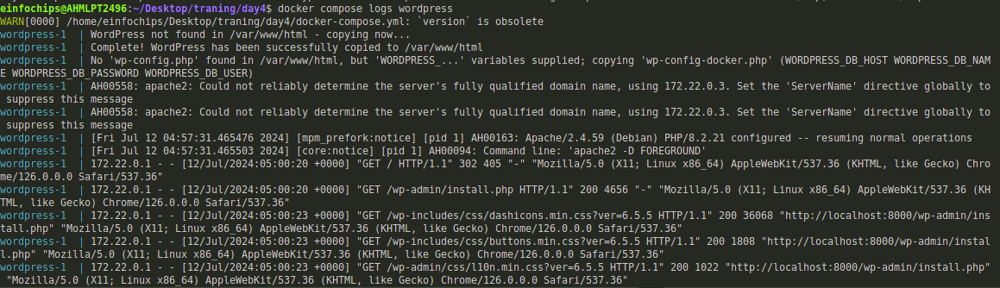 einfochips@AHMLPT2496:~/Desktop/traning/day4$ docker compose logs wordpress
WARN[0000] /home/einfochips/Desktop/traning/day4/docker-compose.yml: `version` is obsolete
wordpress-1  | WordPress not found in /var/www/html - copying now...
wordpress-1  | Complete! WordPress has been successfully copied to /var/www/html
wordpress-1  | No 'wp-config.php' found in /var/www/html, but 'WORDPRESS_...' variables supplied; copying 'wp-config-docker.php' (WORDPRESS_DB_HOST WORDPRESS_DB_NAM
E WORDPRESS_DB_PASSWORD WORDPRESS_DB_USER)
wordpress-1  | AH00558: apache2: Could not reliably determine the server's fully qualified domain name, using 172.22.0.3. Set the 'ServerName' directive globally to
 suppress this message
wordpress-1  | AH00558: apache2: Could not reliably determine the server's fully qualified domain name, using 172.22.0.3. Set the 'ServerName' directive globally to
 suppress this message
wordpress-1  | [Fri Jul 12 04:57:31.465476 2024] [mpm_prefork:notice] [pid 1] AH00163: Apache/2.4.59 (Debian) PHP/8.2.21 configured -- resuming normal operations
wordpress-1  | [Fri Jul 12 04:57:31.465503 2024] [core:notice] [pid 1] AH00094: Command line: 'apache2 -D FOREGROUND'
wordpress-1  | 172.22.0.1 - - [12/Jul/2024:05:00:20 +0000] "GET / HTTP/1.1" 302 405 "-" "Mozilla/5.0 (X11; Linux x86_64) AppleWebKit/537.36 (KHTML, like Gecko) Chro
me/126.0.0.0 Safari/537.36"
wordpress-1  | 172.22.0.1 - - [12/Jul/2024:05:00:20 +0000] "GET /wp-admin/install.php HTTP/1.1" 200 4656 "-" "Mozilla/5.0 (X11; Linux x86_64) AppleWebKit/537.36 (KH
TML, like Gecko) Chrome/126.0.0.0 Safari/537.36"
wordpress-1  | 172.22.0.1 - - [12/Jul/2024:05:00:23 +0000] "GET /wp-includes/css/dashicons.min.css?ver=6.5.5 HTTP/1.1" 200 36068 "http://localhost:8000/wp-admin/ins
tall.php" "Mozilla/5.0 (X11; Linux x86_64) AppleWebKit/537.36 (KHTML, like Gecko) Chrome/126.0.0.0 Safari/537.36"
wordpress-1  | 172.22.0.1 - - [12/Jul/2024:05:00:23 +0000] "GET /wp-includes/css/buttons.min.css?ver=6.5.5 HTTP/1.1" 200 1808 "http://localhost:8000/wp-admin/instal
l.php" "Mozilla/5.0 (X11; Linux x86_64) AppleWebKit/537.36 (KHTML, like Gecko) Chrome/126.0.0.0 Safari/537.36"
wordpress-1  | 172.22.0.1 - - [12/Jul/2024:05:00:23 +0000] "GET /wp-admin/css/l10n.min.css?ver=6.5.5 HTTP/1.1" 200 1022 "http://localhost:8000/wp-admin/install.php"
 "Mozilla/5.0 (X11; Linux x86_64) AppleWebKit/537.36 (KHTML, like Gecko) Chrome/126.0.0.0 Safari/537.36"